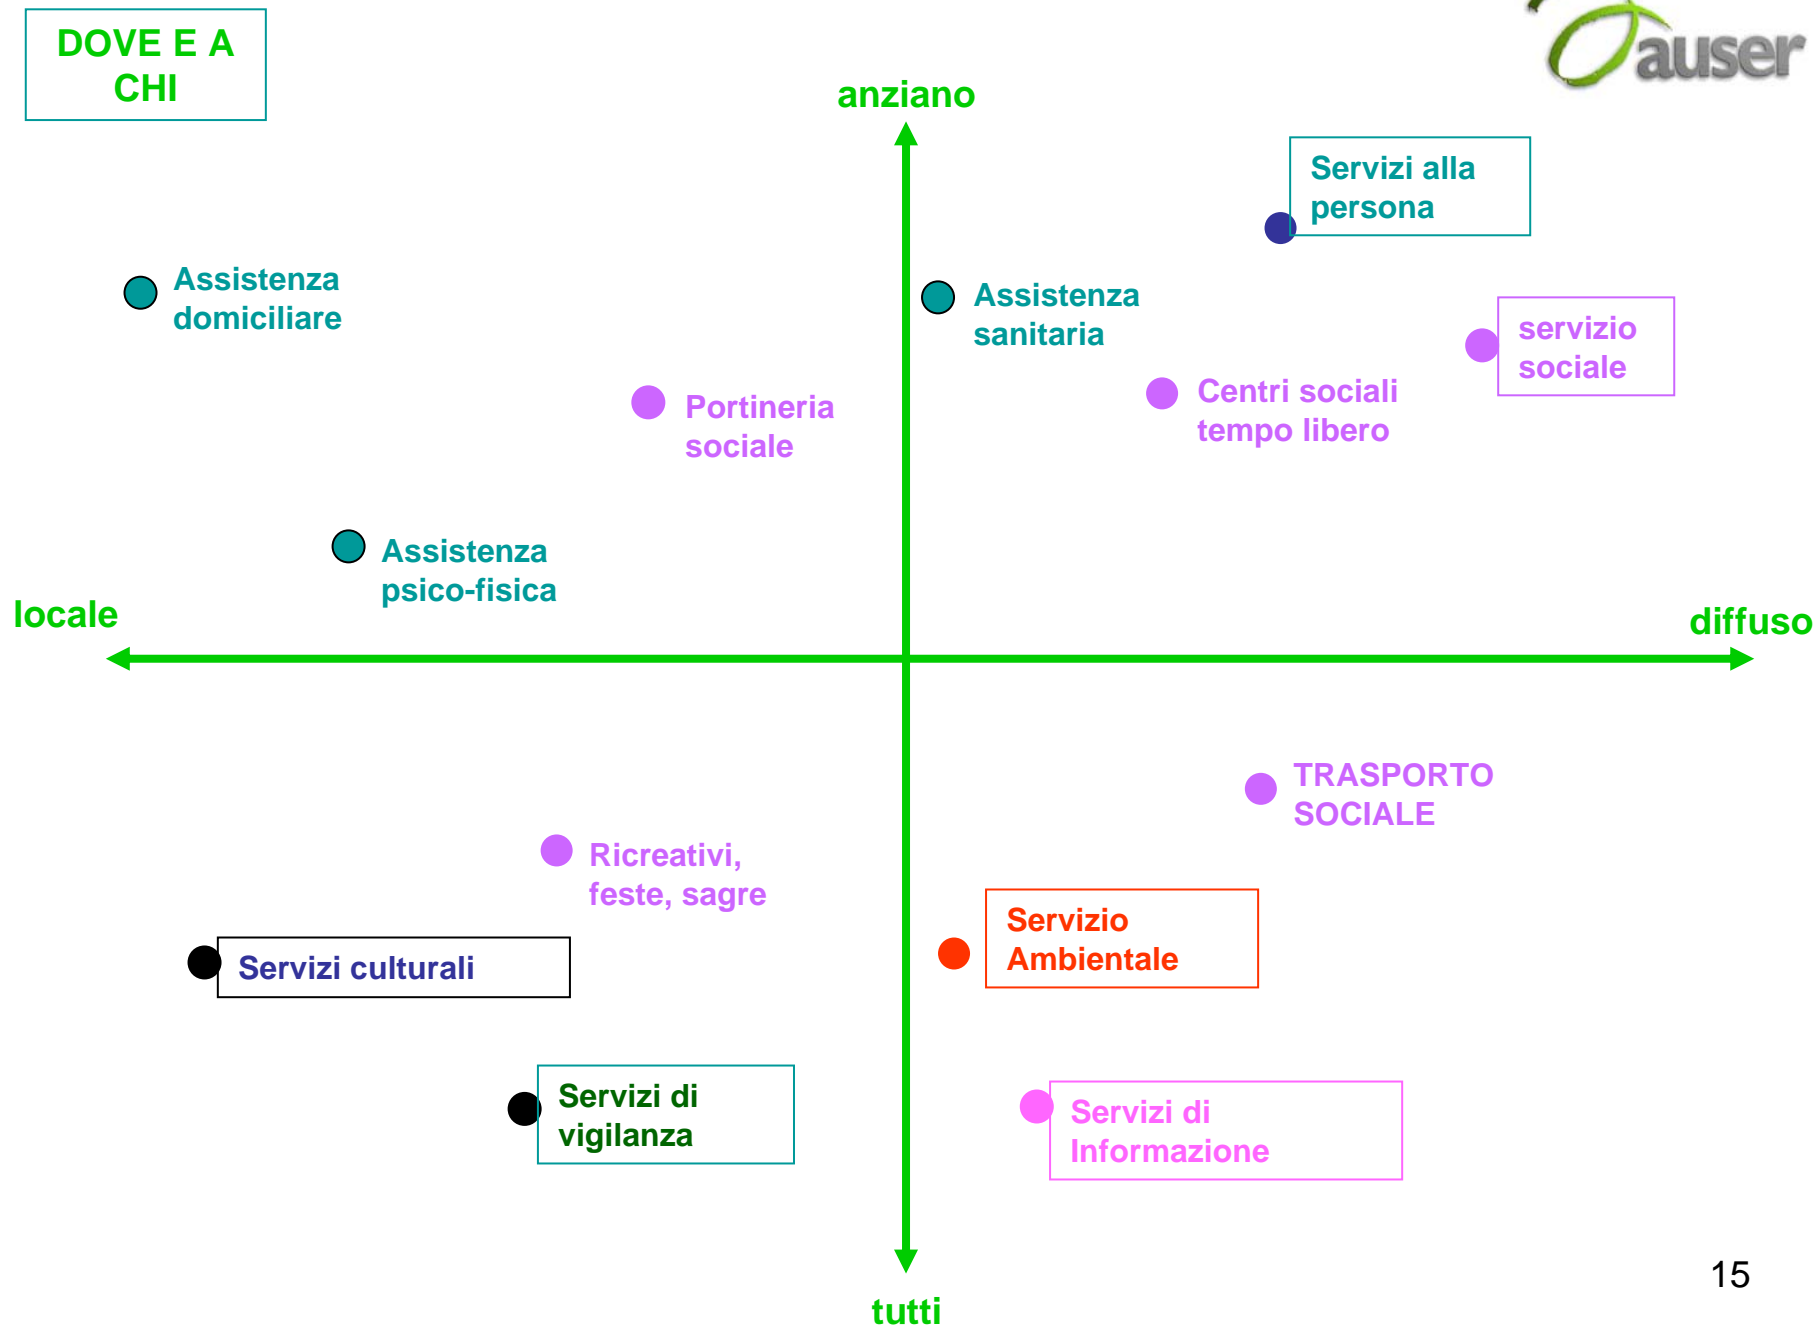 DOVE E A
CHI
auser
anziano
Servizi alla
persona
Assistenza
domiciliare
Assistenza
sanitaria
servizio
sociale
Portineria
sociale
Centri sociali
tempo libero
Assistenza
psico-fisica
locale
diffuso
TRASPORTO
SOCIALE
Ricreativi,
feste, sagre
Servizio
Ambientale
Servizi culturali
Servizi di
vigilanza
Servizi di
Informazione
15
tutti